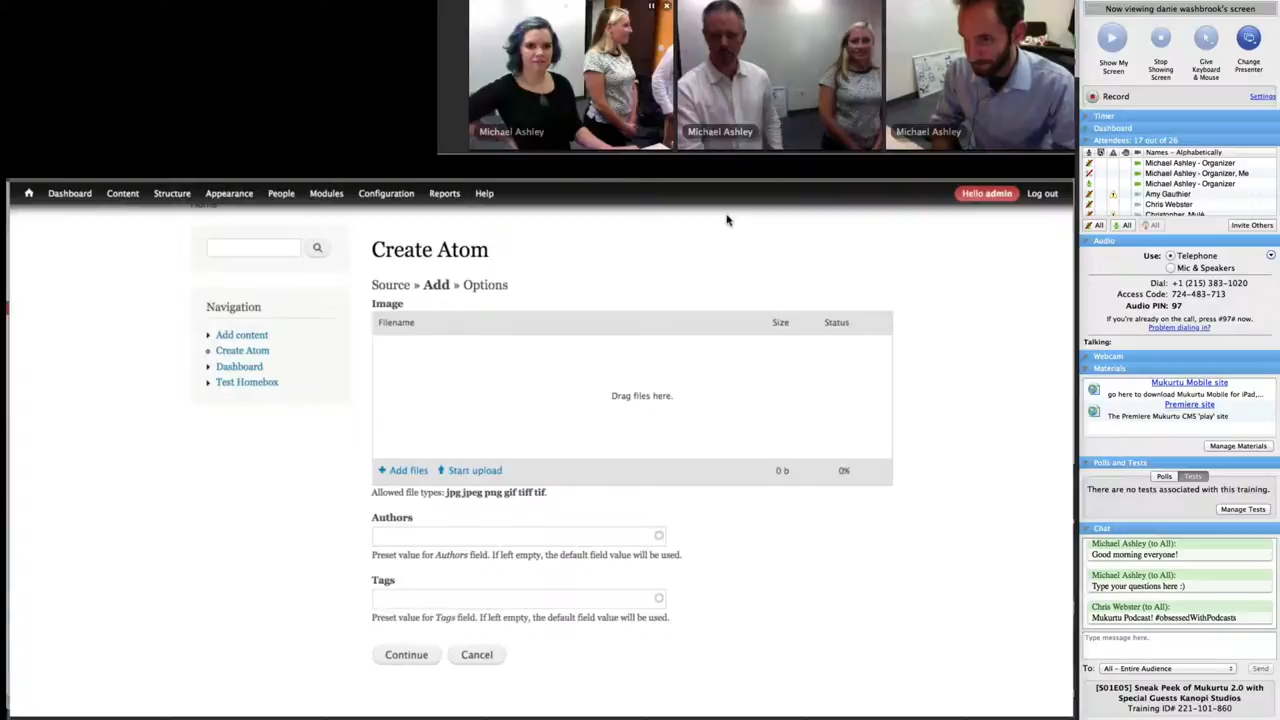 Michael Ashley
Michael Ashley
Michael Ashley
Dashboard Content Structure Appearance People Modules Configuration Reports Help Hello admin Log out
Navigation
Add content
Create Atom
Dashboard
Test Homebox
Create Atom
Source » Add » Options
Image
Filename Size Status
Drag files here.
Add files Start upload 0 b 0%
Allowed file types: jpg jpeg png gif tiff tif.
Authors
Preset value for Authors field. If left empty, the default field value will be used.
Tags
Preset value for Tags field. If left empty, the default field value will be used.
Continue Cancel
Now viewing danie washbrook's screen
Show My Screen
Stop Showing Screen
Give Keyboard & Mouse
Change Presenter
Record Settings
Timer
Dashboard
Attendees: 17 out of 26
Names - Alphabetically
Michael Ashley - Organizer
Michael Ashley - Organizer, Me
Michael Ashley - Organizer
Amy Gauthier
Chris Webster
Christopher, Mulé
All All All Invite Others
Audio
Use: Telephone
Mic & Speakers
Dial: +1 (215) 383-1020
Access Code: 724-483-713
Audio PIN: 97
If you're already on the call, press #97# now.
Problem dialing in?
Talking:
Webcam
Materials
Mukurtu Mobile site
go here to download Mukurtu Mobile for iPad,...
Premiere site
The Premiere Mukurtu CMS 'play' site
Manage Materials
Polls and Tests
Polls Tests
There are no tests associated with this training.
Manage Tests
Chat
Michael Ashley (to All):
Good morning everyone!
Michael Ashley (to All):
Type your questions here :)
Chris Webster (to All):
Mukurtu Podcast! #obsessedWithPodcasts
Type message here.
To: All - Entire Audience Send
[S01E05] Sneak Peek of Mukurtu 2.0 with
Special Guests Kanopi Studios
Training ID# 221-101-860